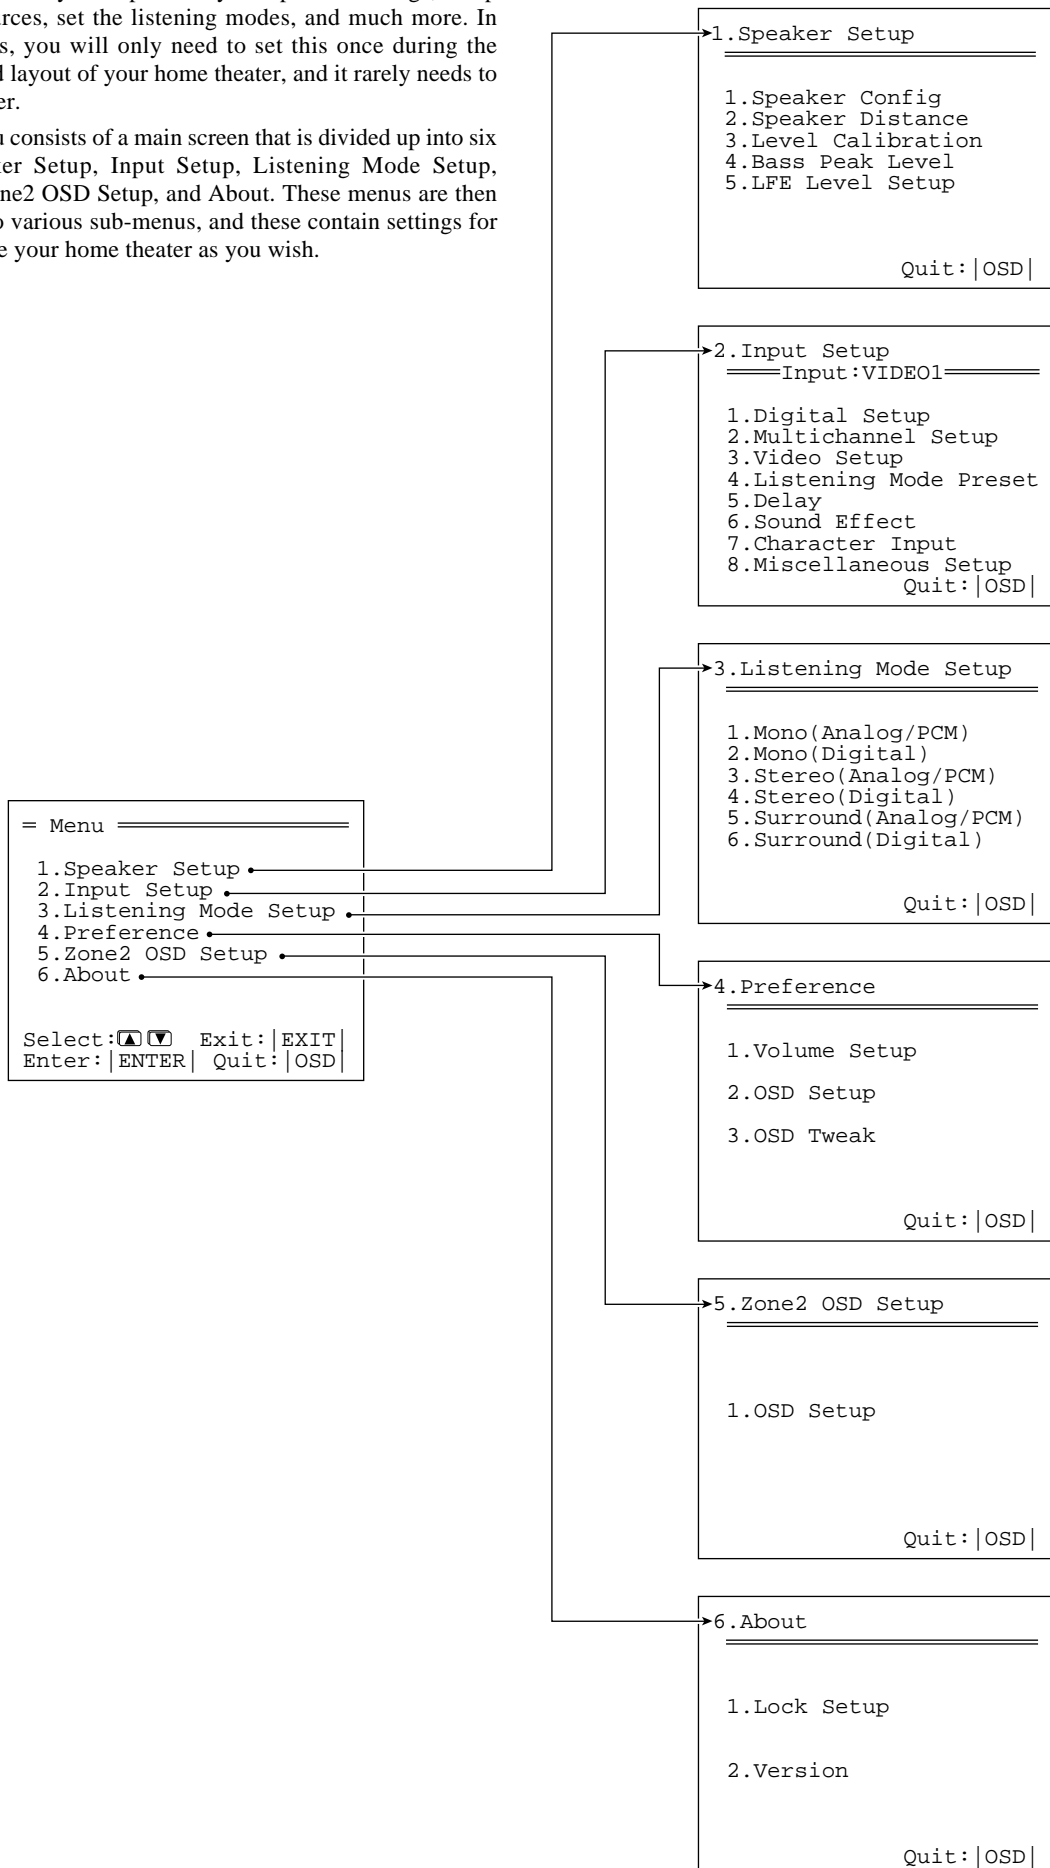 rces, set the listening modes, and much more. In
s, you will only need to set this once during the
layout of your home theater, and it rarely needs to
er.
consists of a main screen that is divided up into six
er Setup, Input Setup, Listening Mode Setup,
ne2 OSD Setup, and About. These menus are then
various sub-menus, and these contain settings for
e your home theater as you wish.
= Menu
1.Speaker Setup
2.Input Setup
3.Listening Mode Setup
4.Preference
5.Zone2 OSD Setup
6.About
Select:▲▼ Exit:|EXIT|
Enter:|ENTER| Quit:|OSD|
1.Speaker Setup
1.Speaker Config
2.Speaker Distance
3.Level Calibration
4.Bass Peak Level
5.LFE Level Setup
Quit:|OSD|
2.Input Setup
Input:VIDEO1
1.Digital Setup
2.Multichannel Setup
3.Video Setup
4.Listening Mode Preset
5.Delay
6.Sound Effect
7.Character Input
8.Miscellaneous Setup
Quit:|OSD|
3.Listening Mode Setup
1.Mono(Analog/PCM)
2.Mono(Digital)
3.Stereo(Analog/PCM)
4.Stereo(Digital)
5.Surround(Analog/PCM)
6.Surround(Digital)
Quit:|OSD|
4.Preference
1.Volume Setup
2.OSD Setup
3.OSD Tweak
Quit:|OSD|
5.Zone2 OSD Setup
1.OSD Setup
Quit:|OSD|
6.About
1.Lock Setup
2.Version
Quit:|OSD|